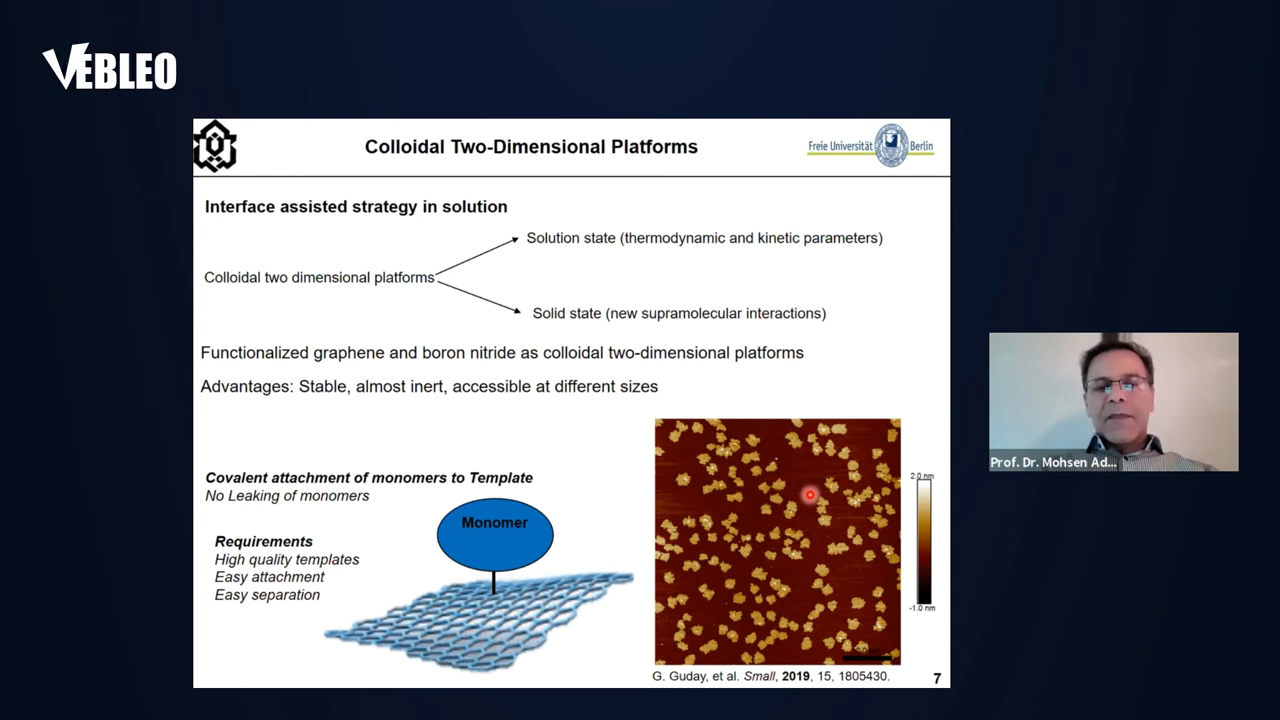 VEBLEO
Colloidal Two-Dimensional Platforms
Freie Universität Berlin
Interface assisted strategy in solution
Solution state (thermodynamic and kinetic parameters)
Colloidal two dimensional platforms
Solid state (new supramolecular interactions)
Functionalized graphene and boron nitride as colloidal two-dimensional platforms
Advantages: Stable, almost inert, accessible at different sizes
Covalent attachment of monomers to Template
No Leaking of monomers
Monomer
Requirements
High quality templates
Easy attachment
Easy separation
2.0 nm
-1.0 nm
G. Guday, et al. Small, 2019, 15, 1805430.
7
Prof. Dr. Mohsen Ad...